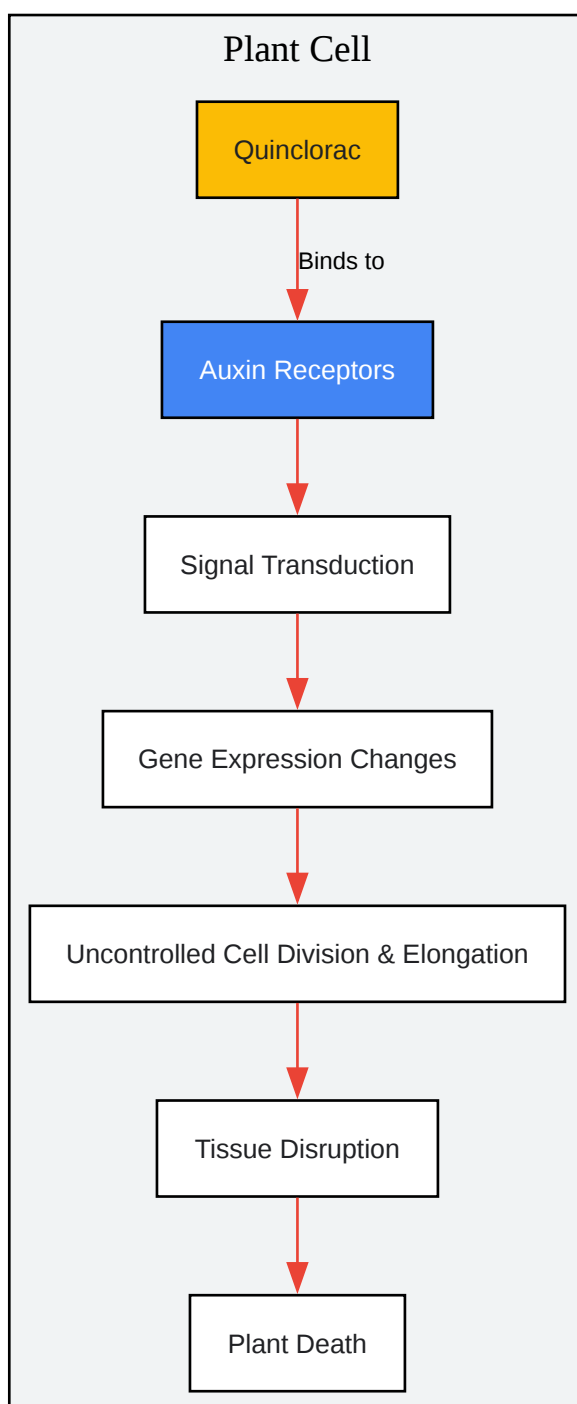 Plant Cell
Quinclorac
Binds to
Auxin Receptors
Signal Transduction
Gene Expression Changes
Uncontrolled Cell Division & Elongation
Tissue Disruption
Plant Death